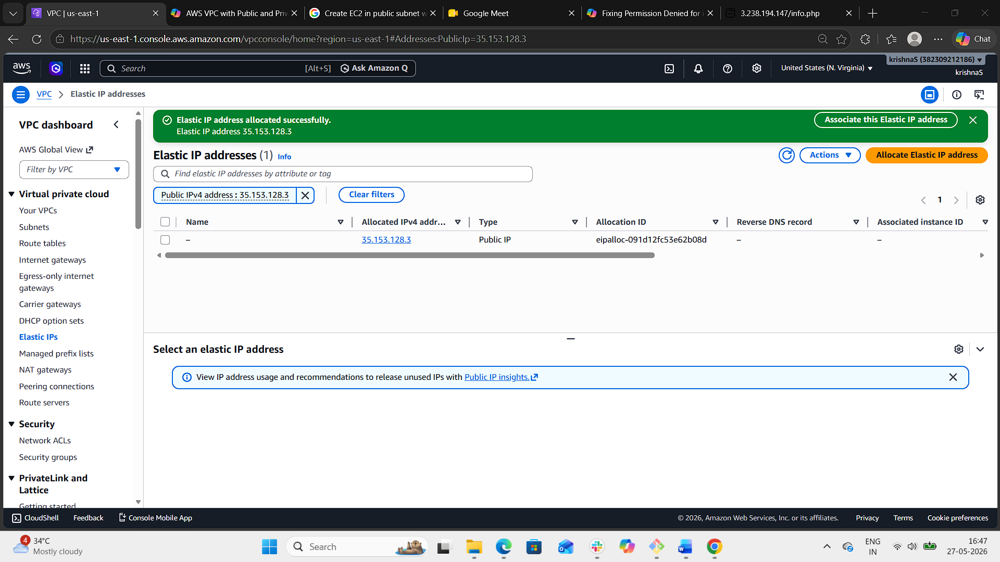 VPC | us-east-1
AWS VPC with Public and Priv
Create EC2 in public subnet w
Google Meet
Fixing Permission Denied for i
3.238.194.147/info.php
https://us-east-1.console.aws.amazon.com/vpcconsole/home?region=us-east-1#Addresses:PublicIp=35.153.128.3
Chat
aws
Search
[Alt+S]
Ask Amazon Q
United States (N. Virginia)
krishnaS (382309212186)
krishnaS
VPC
Elastic IP addresses
VPC dashboard
AWS Global View
Filter by VPC
Virtual private cloud
Your VPCs
Subnets
Route tables
Internet gateways
Egress-only internet
gateways
Carrier gateways
DHCP option sets
Elastic IPs
Managed prefix lists
NAT gateways
Peering connections
Route servers
Security
Network ACLs
Security groups
PrivateLink and
Lattice
Getting started
Elastic IP address allocated successfully.
Elastic IP address 35.153.128.3
Associate this Elastic IP address
Elastic IP addresses (1) Info
Actions
Allocate Elastic IP address
Find elastic IP addresses by attribute or tag
Public IPv4 address : 35.153.128.3
Clear filters
1
Name
Allocated IPv4 addr...
Type
Allocation ID
Reverse DNS record
Associated instance ID
–
35.153.128.3
Public IP
eipalloc-091d12fc53e62b08d
–
–
Select an elastic IP address
View IP address usage and recommendations to release unused IPs with Public IP insights.
CloudShell
Feedback
Console Mobile App
© 2026, Amazon Web Services, Inc. or its affiliates.
Privacy
Terms
Cookie preferences
4
34°C
Mostly cloudy
Search
ENG
IN
16:47
27-05-2026